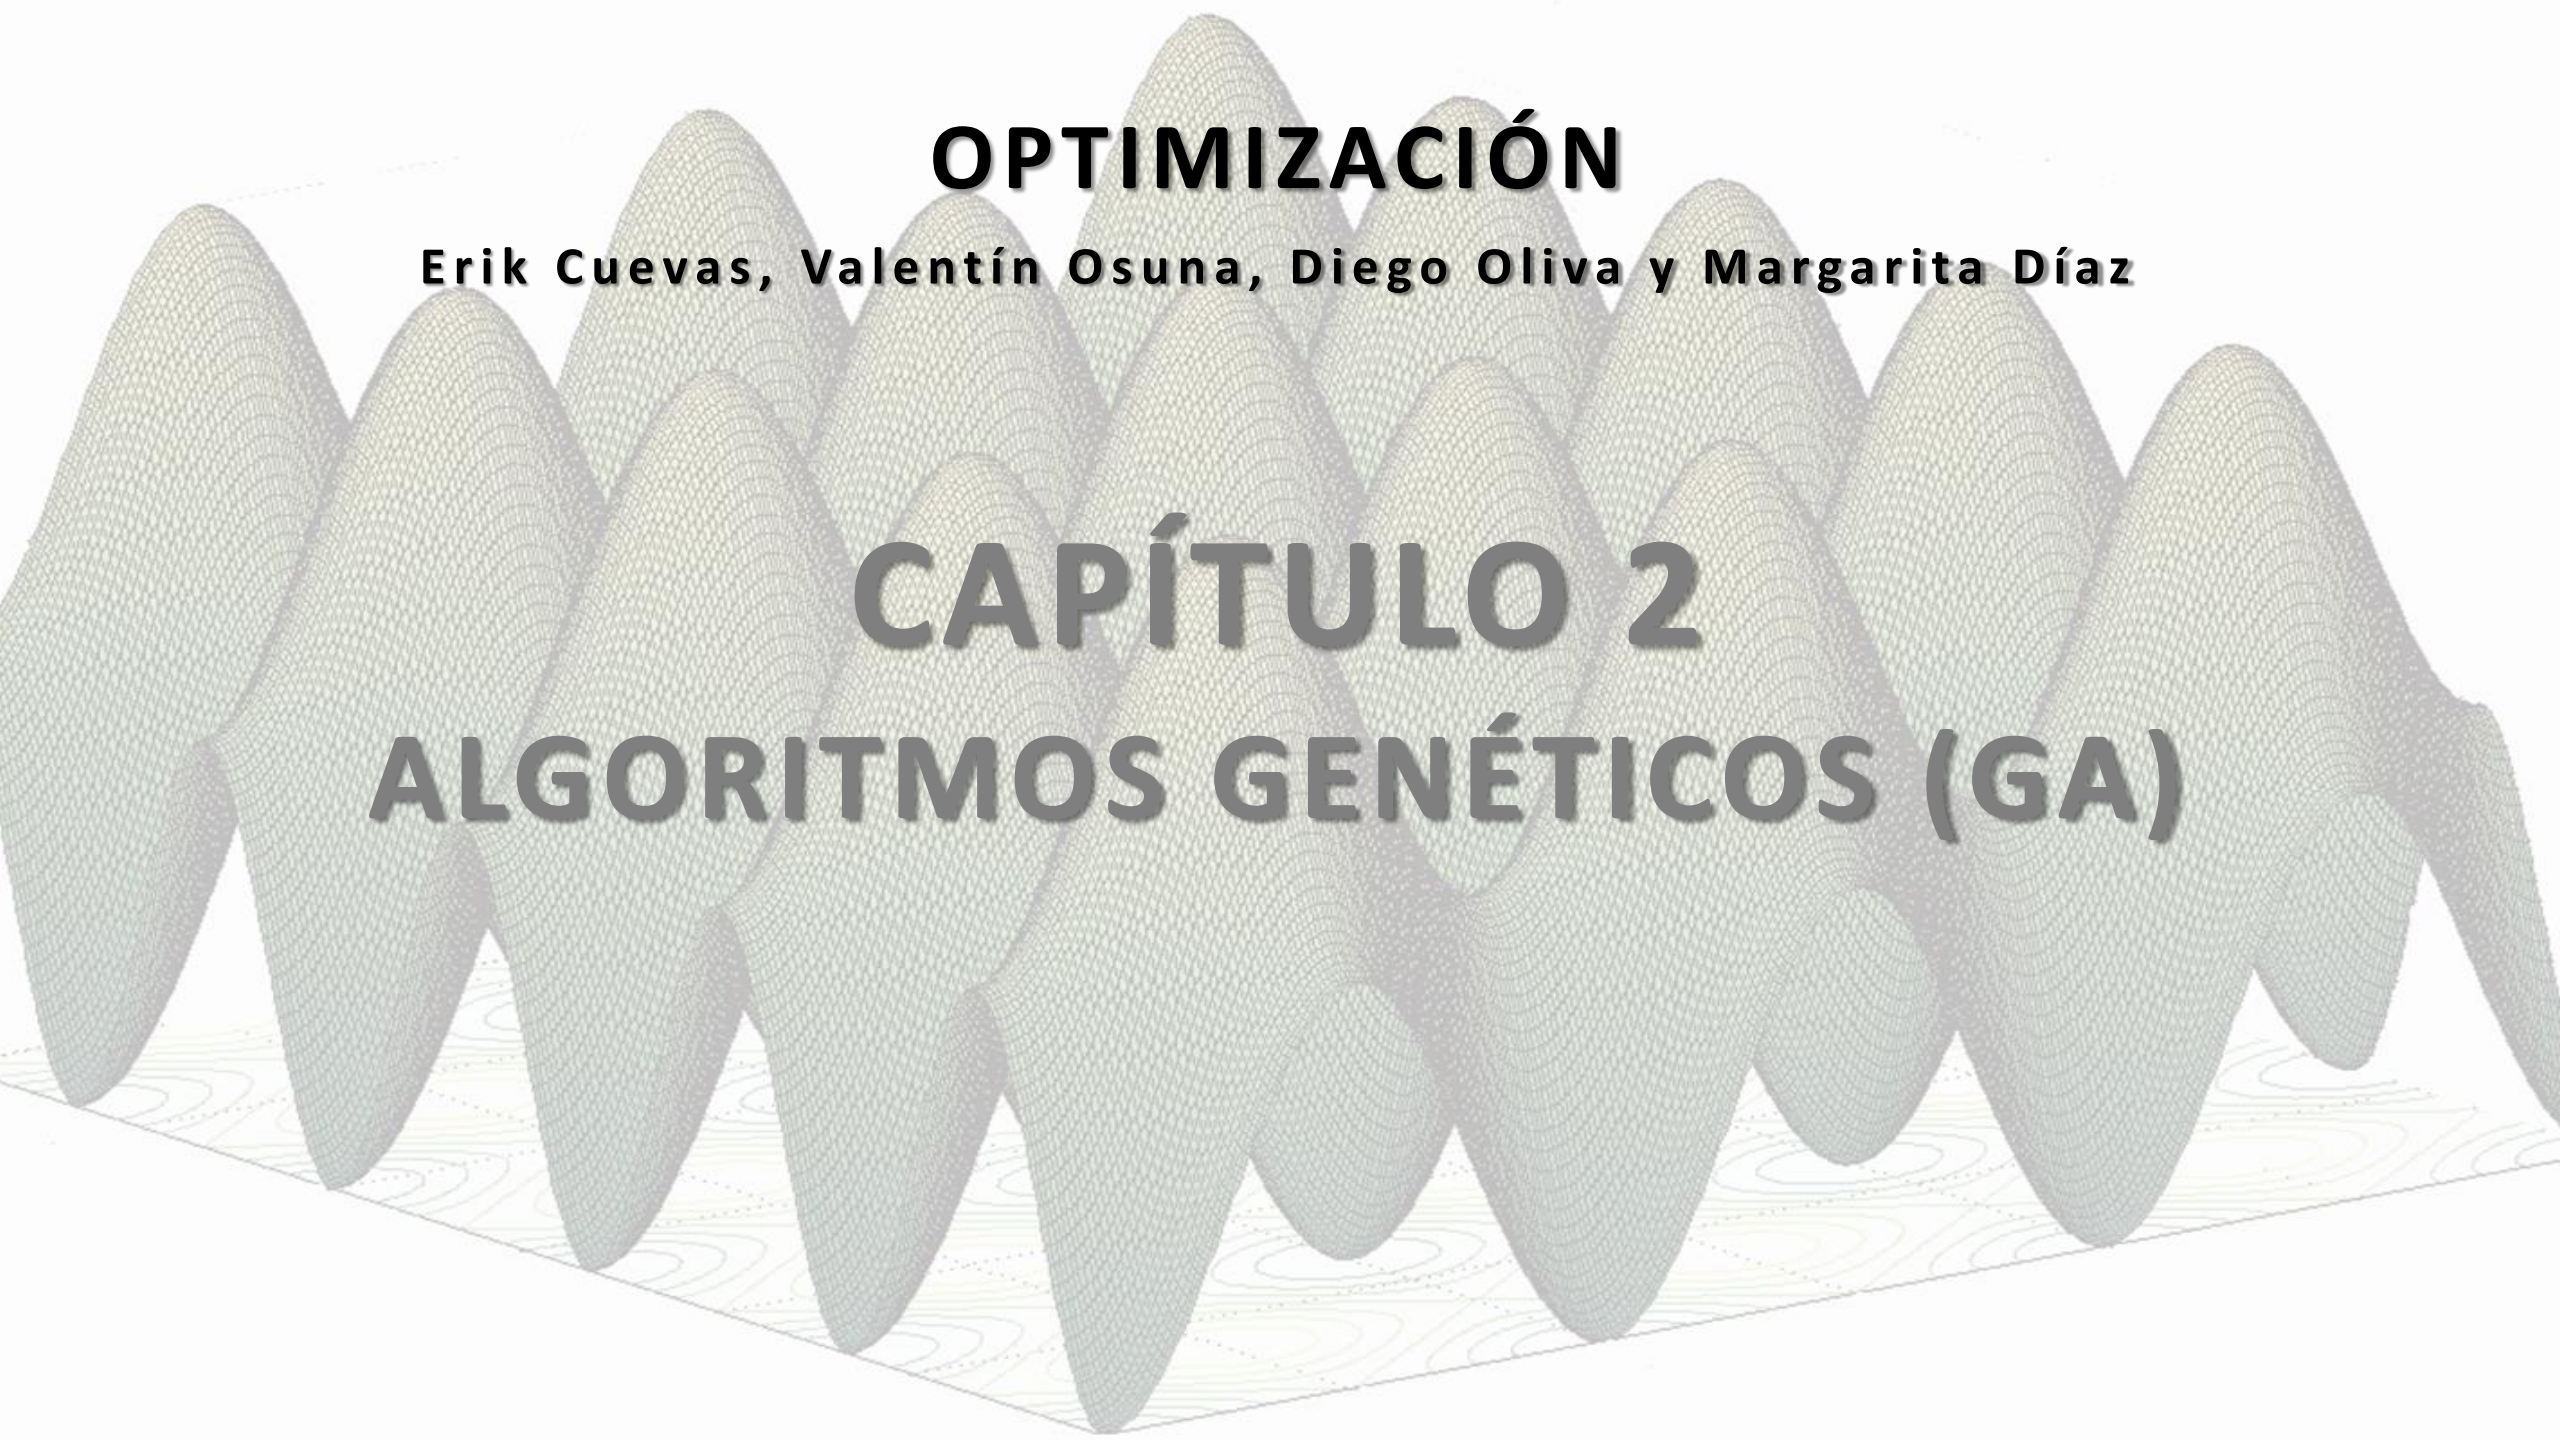 OPTIMIZACIÓN
Erik Cuevas, Valentín Osuna, Diego Oliva y Margarita Díaz
CAPÍTULO 2
ALGORITMOS GENÉTICOS (GA)